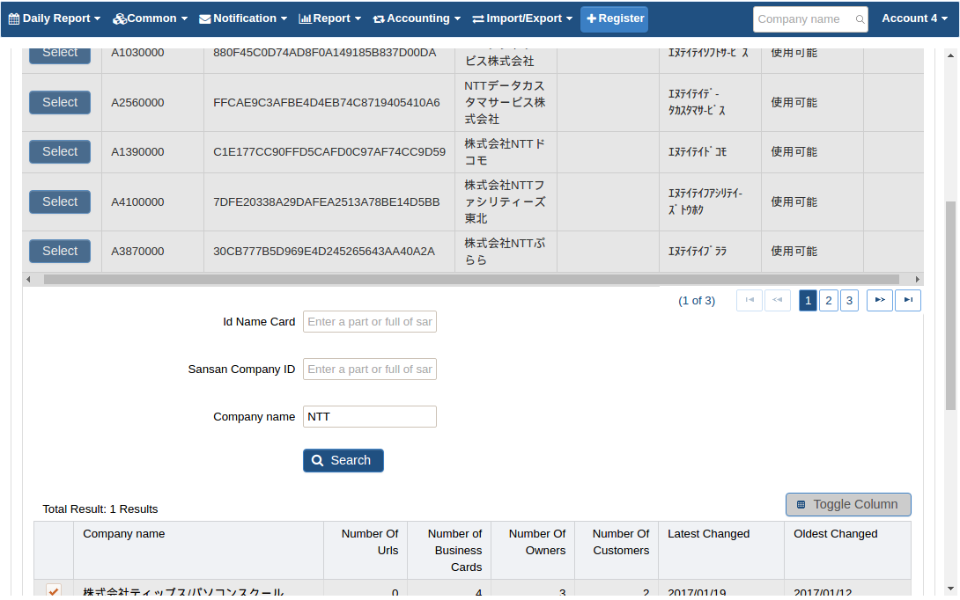 Daily Report Common Notification Report Accounting Import/Export Register Company name Account 4
Select A1030000 880F45C0D74AD8F0A149185B837D00DA ビス株式会社 ｴﾇﾃｨﾃｨｿﾌﾄｻｰﾋﾞｽ 使用可能
Select A2560000 FFCAE9C3AFBE4D4EB74C8719405410A6 NTTデータカス ｴﾇﾃｨﾃｨﾃﾞｰ 使用可能
タマサービス株 ﾀｶｽﾀﾏｻｰﾋﾞｽ
式会社
Select A1390000 C1E177CC90FFD5CAFD0C97AF74CC9D59 株式会社NTTド ｴﾇﾃｨﾃｨﾄﾞｺﾓ 使用可能
コモ
Select A4100000 7DFE20338A29DAFEA2513A78BE14D5BB 株式会社NTTフ ｴﾇﾃｨﾃｨﾌｧｼﾘﾃｨｰ 使用可能
ァシリティーズ ｽﾞﾄｳﾎｸ
東北
Select A3870000 30CB777B5D969E4D245265643AA40A2A 株式会社NTTぷ ｴﾇﾃｨﾃｨﾌﾟﾗﾗ 使用可能
らら
(1 of 3) 1 2 3
Id Name Card Enter a part or full of sar
Sansan Company ID Enter a part or full of sar
Company name NTT
Search
Total Result: 1 Results Toggle Column
Company name Number Of Number of Number Of Number Of Latest Changed Oldest Changed
Urls Business Owners Customers
Cards
株式会社ティップス/パソコンスクール 0 4 3 2 2017/01/19 2017/01/12